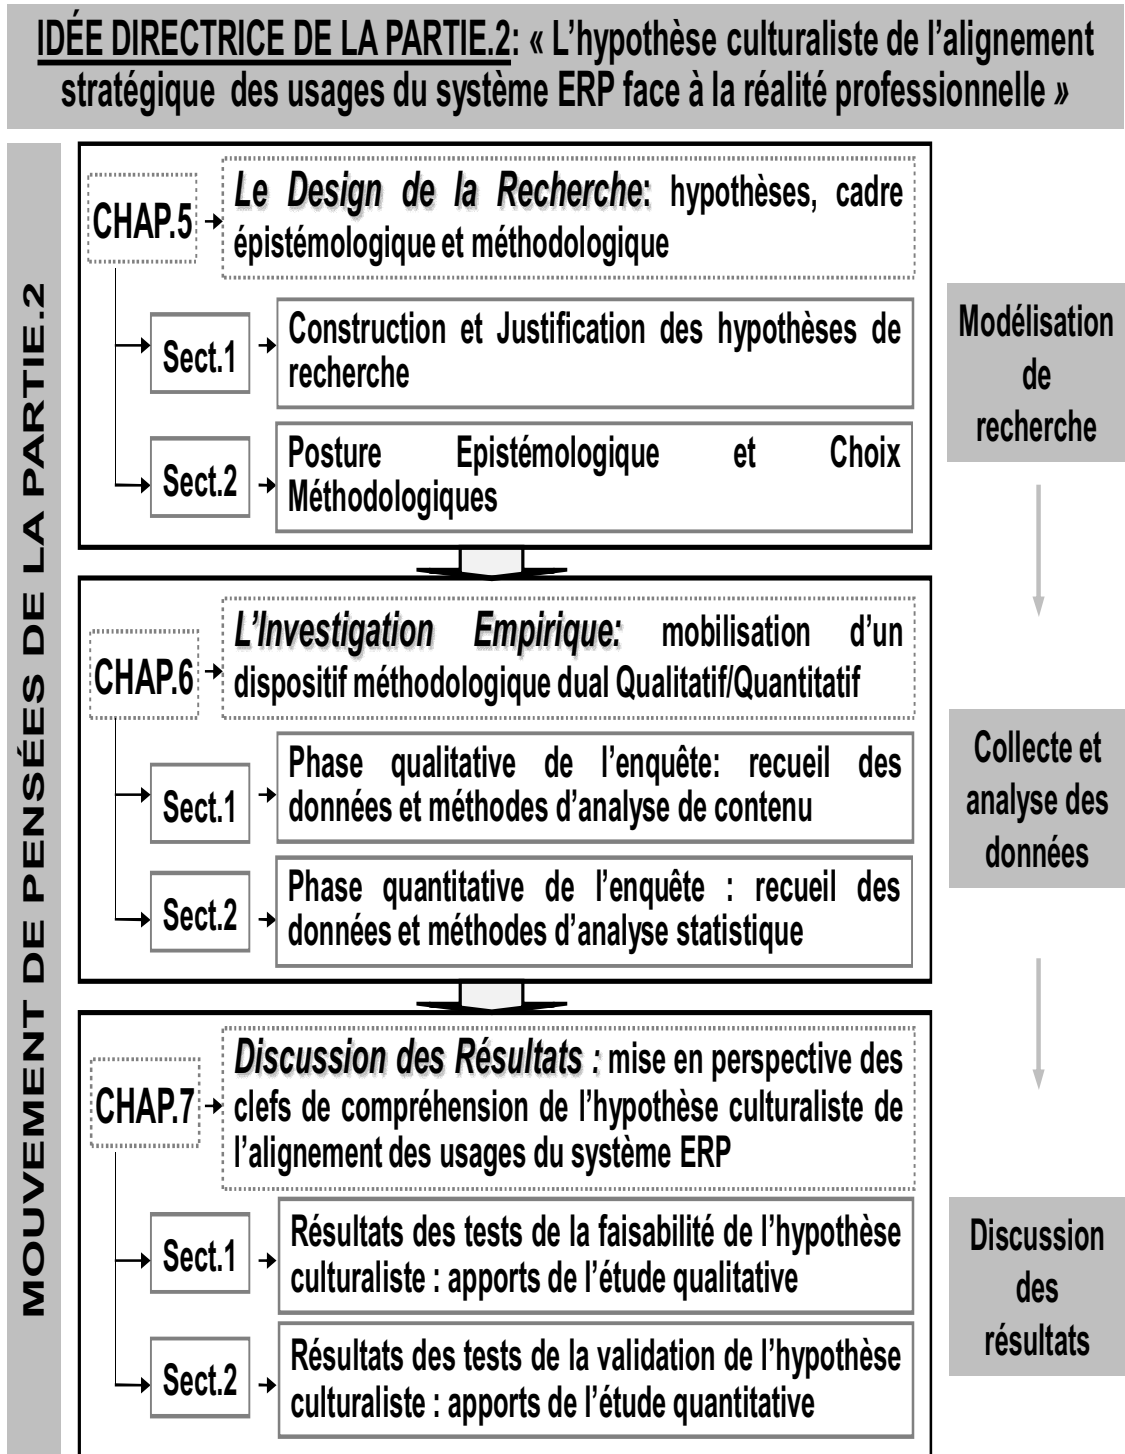 IDÉE DIRECTRICE DE LA PARTIE.2: « L’hypothèse culturaliste de l’alignement
stratégique des usages du système ERP face à la réalité professionnelle »
MOUVEMENT DE PENSÉES DE LA PARTIE.2
CHAP.5
Le Design de la Recherche: hypothèses, cadre
épistémologique et méthodologique
Sect.1
Construction et Justification des hypothèses de
recherche
Sect.2
Posture Epistémologique et Choix
Méthodologiques
Modélisation
de
recherche
CHAP.6
L’Investigation Empirique: mobilisation d’un
dispositif méthodologique dual Qualitatif/Quantitatif
Sect.1
Phase qualitative de l’enquête: recueil des
données et méthodes d’analyse de contenu
Sect.2
Phase quantitative de l’enquête : recueil des
données et méthodes d’analyse statistique
Collecte et
analyse des
données
CHAP.7
Discussion des Résultats : mise en perspective des
clefs de compréhension de l’hypothèse culturaliste de
l’alignement des usages du système ERP
Sect.1
Résultats des tests de la faisabilité de l’hypothèse
culturaliste : apports de l’étude qualitative
Sect.2
Résultats des tests de la validation de l’hypothèse
culturaliste : apports de l’étude quantitative
Discussion
des
résultats